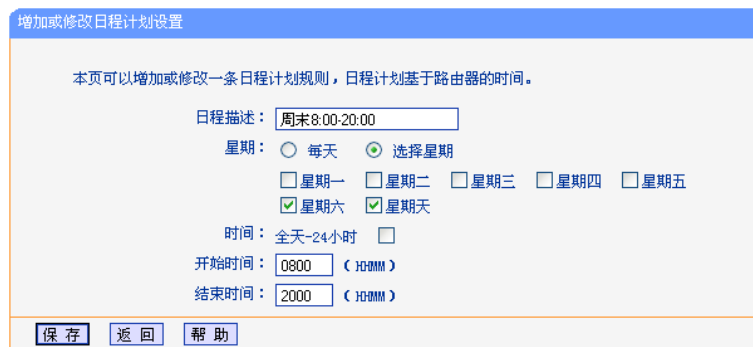 增加或修改日程计划设置
本页可以增加或修改一条日程计划规则，日程计划基于路由器的时间。
日程描述： 周末8:00-20:00
星期： 每天 选择星期
星期一 星期二 星期三 星期四 星期五
星期六 星期天
时间： 全天-24小时
开始时间： 0800 （HHMM）
结束时间： 2000 （HHMM）
保 存 返 回 帮 助